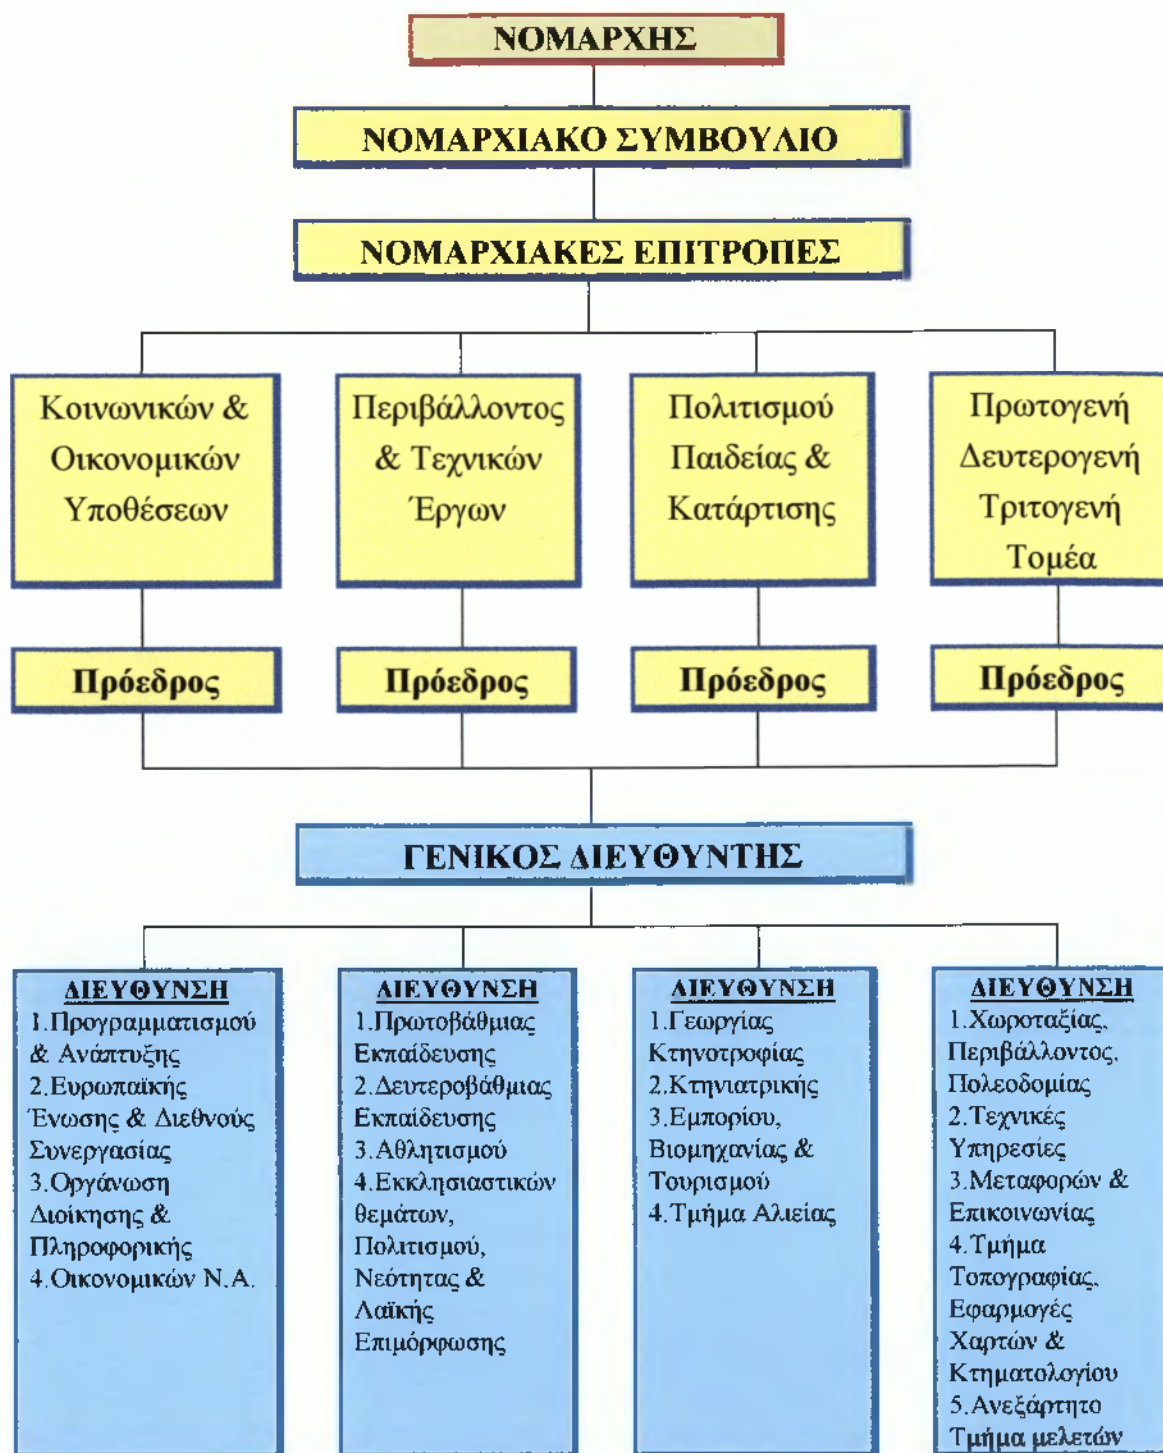 ΝΟΜΑΡΧΗΣ
ΝΟΜΑΡΧΙΑΚΟ ΣΥΜΒΟΥΛΙΟ
ΝΟΜΑΡΧΙΑΚΕΣ ΕΠΙΤΡΟΠΕΣ
Κοινωνικών &
Οικονομικών
Υποθέσεων
Περιβάλλοντος
& Τεχνικών
Έργων
Πολιτισμού
Παιδείας &
Κατάρτισης
Πρωτογενή
Δευτερογενή
Τριτογενή
Τομέα
Πρόεδρος
Πρόεδρος
Πρόεδρος
Πρόεδρος
ΓΕΝΙΚΟΣ ΔΙΕΥΘΥΝΤΗΣ
ΔΙΕΥΘΥΝΣΗ
1.Προγραμματισμού
& Ανάπτυξης
2.Ευρωπαϊκής
Ένωσης & Διεθνούς
Συνεργασίας
3.Οργάνωση
Διοίκησης &
Πληροφορικής
4.Οικονομικών Ν.Α.
ΔΙΕΥΘΥΝΣΗ
1.Πρωτοβάθμιας
Εκπαίδευσης
2.Δευτεροβάθμιας
Εκπαίδευσης
3.Αθλητισμού
4.Εκκλησιαστικών
θεμάτων,
Πολιτισμού,
Νεότητας &
Λαϊκής
Επιμόρφωσης
ΔΙΕΥΘΥΝΣΗ
1.Γεωργίας
Κτηνοτροφίας
2.Κτηνιατρικής
3.Εμπορίου,
Βιομηχανίας &
Τουρισμού
4.Τμήμα Αλιείας
ΔΙΕΥΘΥΝΣΗ
1.Χωροταξίας,
Περιβάλλοντος,
Πολεοδομίας
2.Τεχνικές
Υπηρεσίες
3.Μεταφορών &
Επικοινωνίας
4.Τμήμα
Τοπογραφίας,
Εφαρμογές
Χαρτών &
Κτηματολογίου
5.Ανεξάρτητο
Τμήμα μελετών